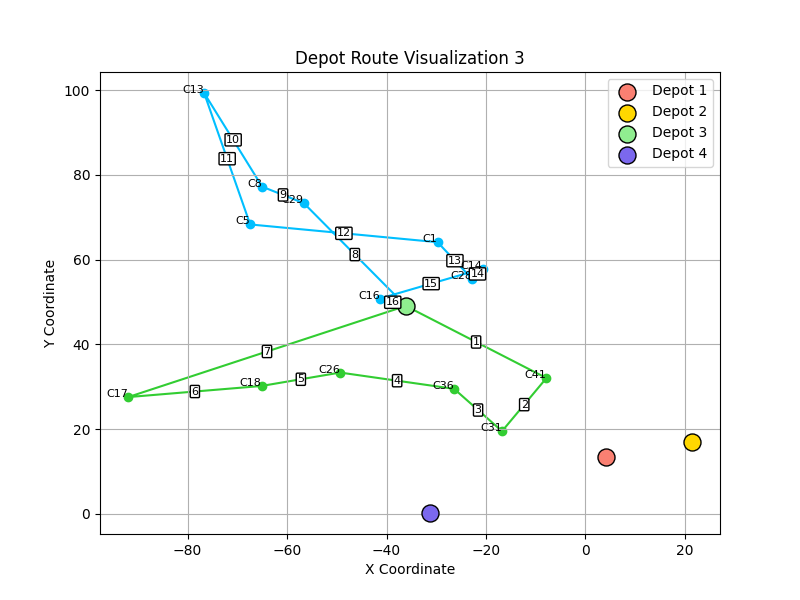 Depot Route Visualization 3
Depot 1
Depot 2
Depot 3
Depot 4
Y Coordinate
100
80
60
40
20
0
C13
10
11
C8
9
C29
C5
12
C1
8
13
C14
C28
14
15
C16
16
1
7
C41
C26
C18
5
4
C36
C17
6
3
2
C31
−80
−60
−40
−20
0
20
X Coordinate